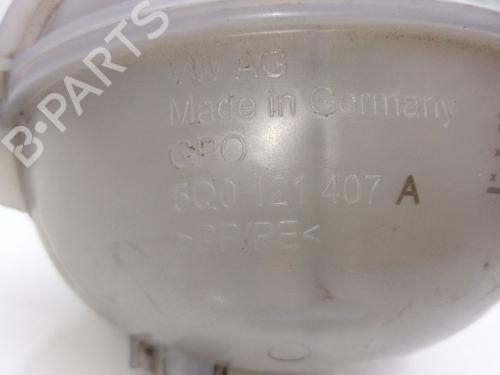 B-PARTS
VW AG
Made in Germany
GPO
5Q0 121 407 A
>PP/PE<